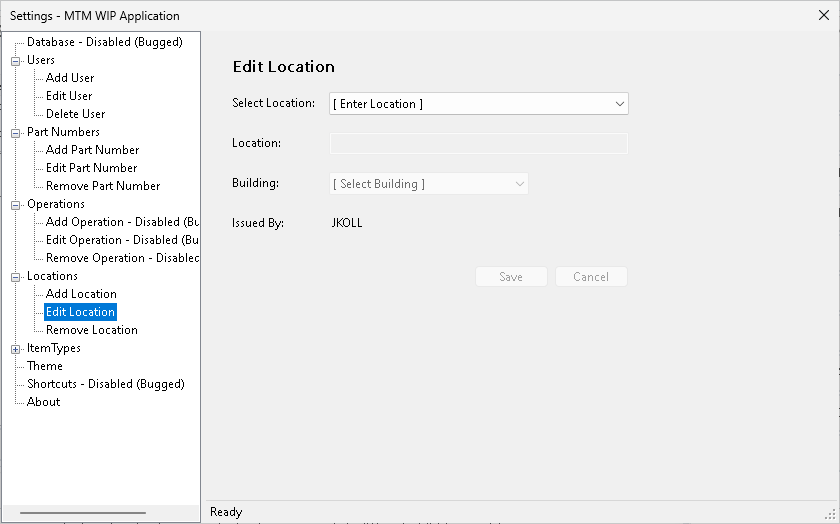 Settings - MTM WIP Application
Database - Disabled (Bugged)
Users
Add User
Edit User
Delete User
Part Numbers
Add Part Number
Edit Part Number
Remove Part Number
Operations
Add Operation - Disabled (Bu
Edit Operation - Disabled (Bu
Remove Operation - Disabled
Locations
Add Location
Edit Location
Remove Location
ItemTypes
Theme
Shortcuts - Disabled (Bugged)
About
Edit Location
Select Location: [ Enter Location ]
Location:
Building: [ Select Building ]
Issued By: JKOLL
Save Cancel
Ready